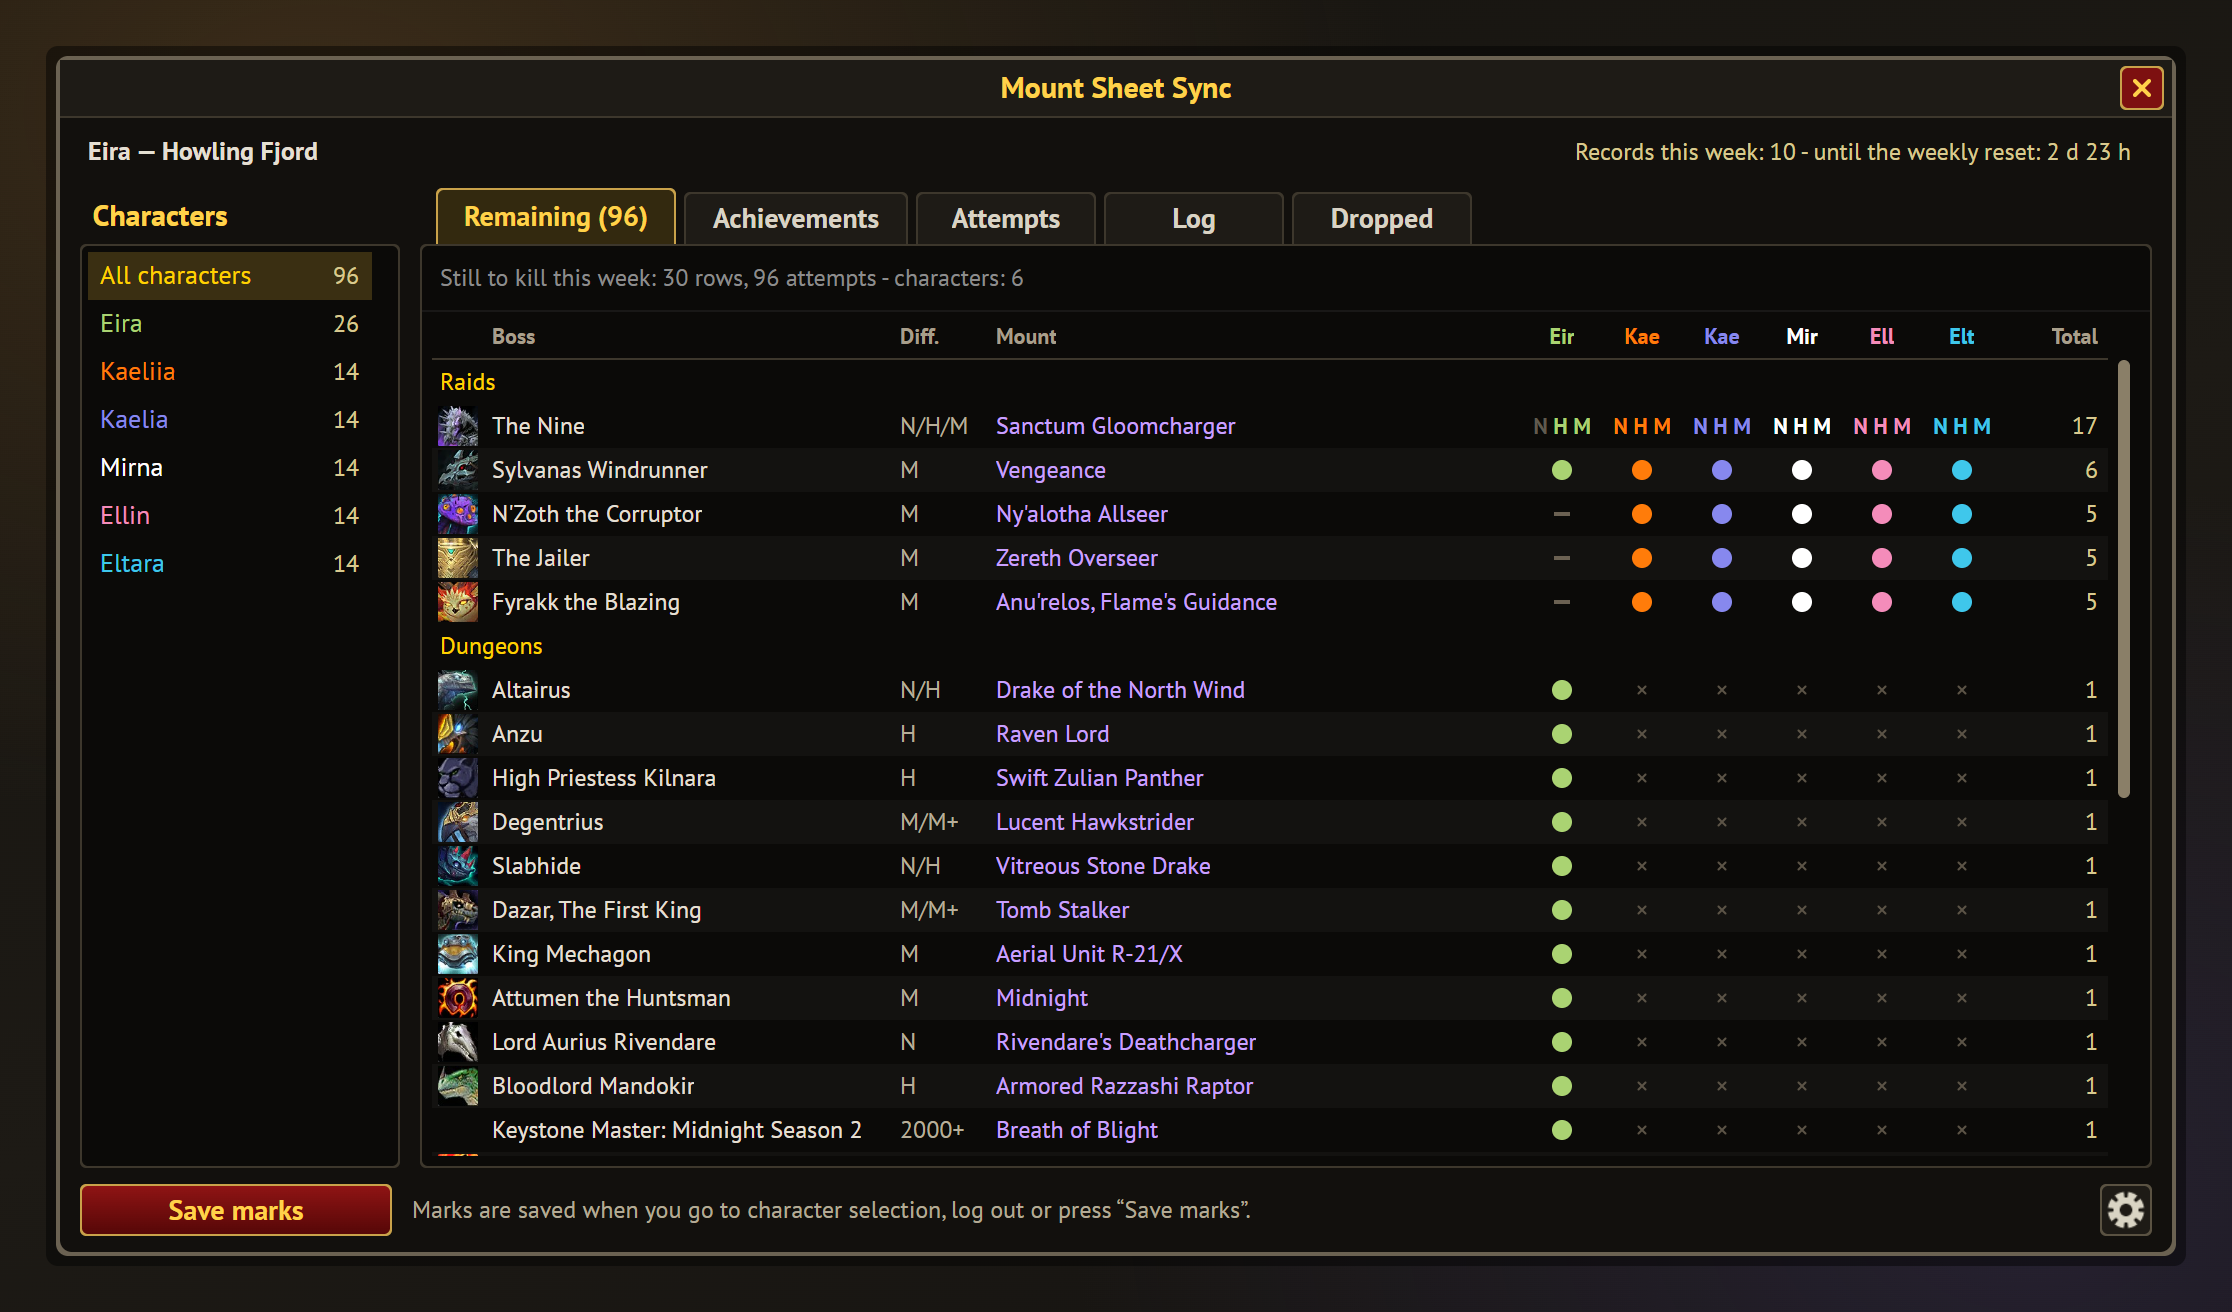 Mount Sheet Sync
Eira — Howling Fjord
Records this week: 10 - until the weekly reset: 2 d 23 h
Characters
All characters 96
Eira 26
Kaeliia 14
Kaelia 14
Mirna 14
Ellin 14
Eltara 14
Remaining (96) Achievements Attempts Log Dropped
Still to kill this week: 30 rows, 96 attempts - characters: 6
Boss Diff. Mount Eir Kae Kae Mir Ell Elt Total
Raids
The Nine N/H/M Sanctum Gloomcharger N H M N H M N H M N H M N H M N H M 17
Sylvanas Windrunner M Vengeance 6
N'Zoth the Corruptor M Ny'alotha Allseer – 5
The Jailer M Zereth Overseer – 5
Fyrakk the Blazing M Anu'relos, Flame's Guidance – 5
Dungeons
Altairus N/H Drake of the North Wind × × × × × 1
Anzu H Raven Lord × × × × × 1
High Priestess Kilnara H Swift Zulian Panther × × × × × 1
Degentrius M/M+ Lucent Hawkstrider × × × × × 1
Slabhide N/H Vitreous Stone Drake × × × × × 1
Dazar, The First King M/M+ Tomb Stalker × × × × × 1
King Mechagon M Aerial Unit R-21/X × × × × × 1
Attumen the Huntsman M Midnight × × × × × 1
Lord Aurius Rivendare N Rivendare's Deathcharger × × × × × 1
Bloodlord Mandokir H Armored Razzashi Raptor × × × × × 1
Keystone Master: Midnight Season 2 2000+ Breath of Blight × × × × × 1
Save marks
Marks are saved when you go to character selection, log out or press “Save marks”.